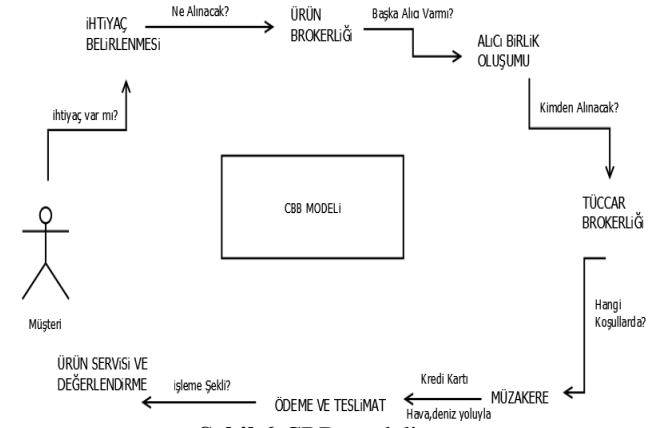 Ne Alınacak?
İHTİYAÇ
BELİRLENMESİ
ÜRÜN
BROKERLİĞİ
Başka Alıcı Varmı?
ALICI BİRLİK
OLUŞUMU
ihtiyaç var mı?
Kimden Alınacak?
CBB MODELİ
TÜCCAR
BROKERLİĞİ
Müşteri
Hangi
Koşullarda?
ÜRÜN SERVİSİ VE
DEĞERLENDİRME
işleme Şekli?
ÖDEME VE TESLİMAT
Kredi Kartı
Hava,deniz yoluyla
MÜZAKERE